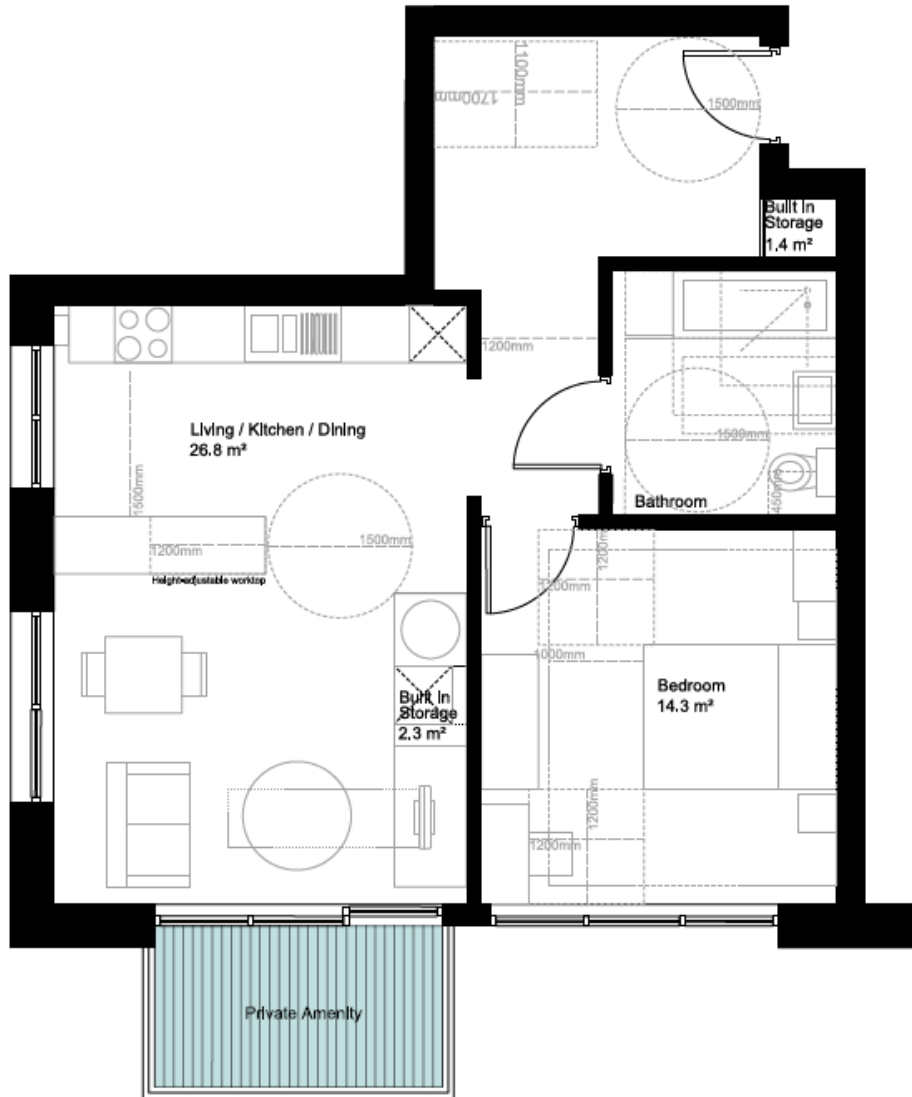 1100mm
1700mm
1500mm
Built in
Storage
1.4 m²
1200mm
Living / Kitchen / Dining
26.8 m²
1500mm
1500mm
450mm
Bathroom
1200mm
1500mm
Height-adjustable worktop
1200mm
1200mm
1000mm
Built in
Storage
2.3 m²
Bedroom
14.3 m²
1200mm
1200mm
Private Amenity